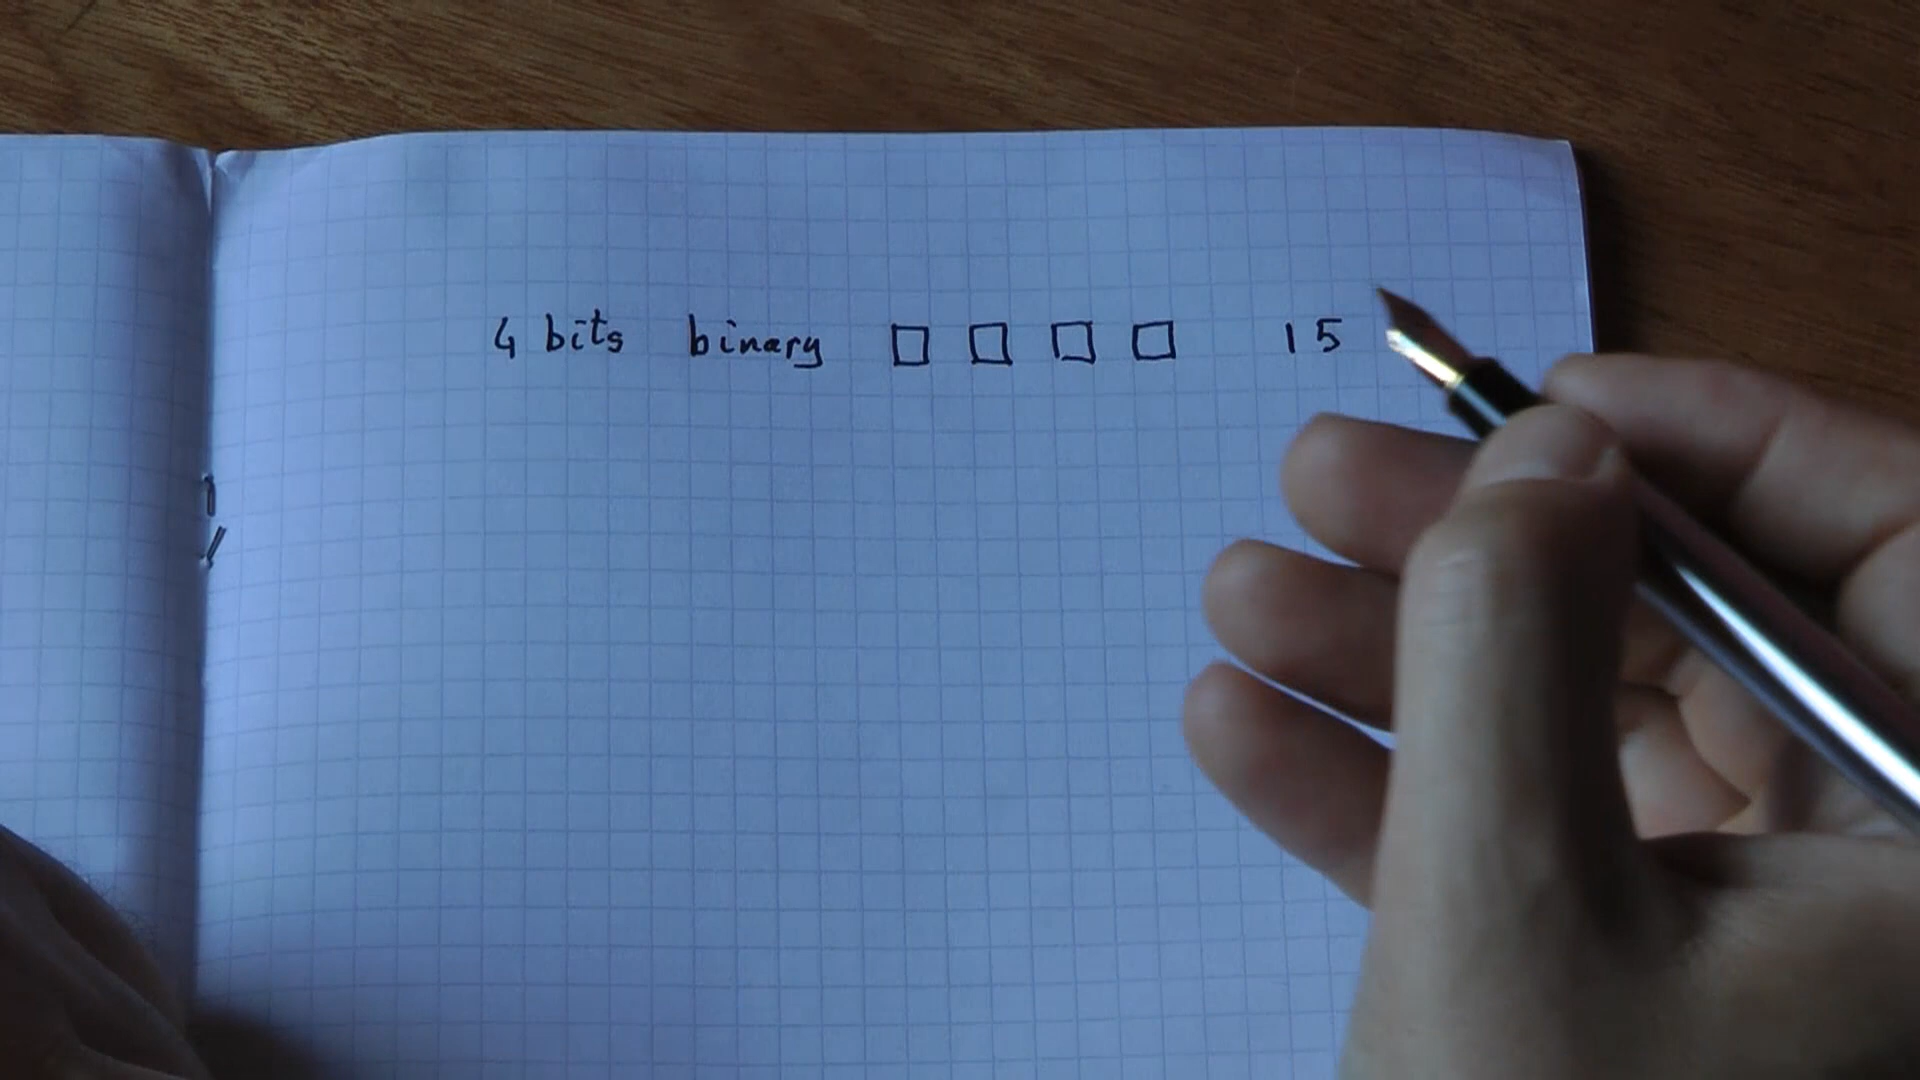 4 bits binary □ □ □ □ 15